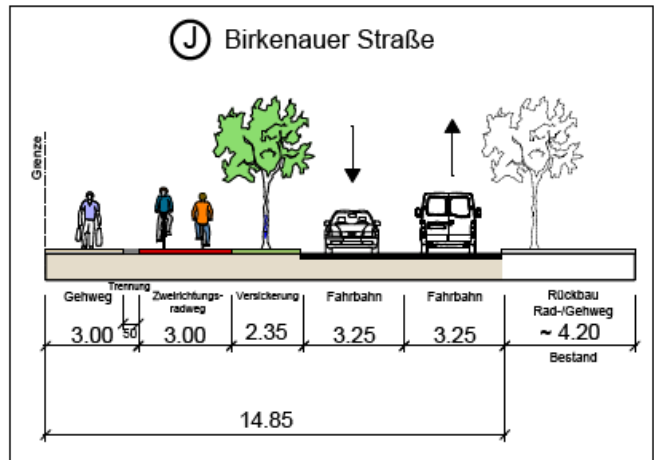 J Birkenauer Straße
Grenze
Gehweg
Trennung
Zweirichtungs-
radweg
Versickerung
Fahrbahn
Fahrbahn
Rückbau
Rad-/Gehweg
3.00
50
3.00
2.35
3.25
3.25
~ 4.20
Bestand
14.85